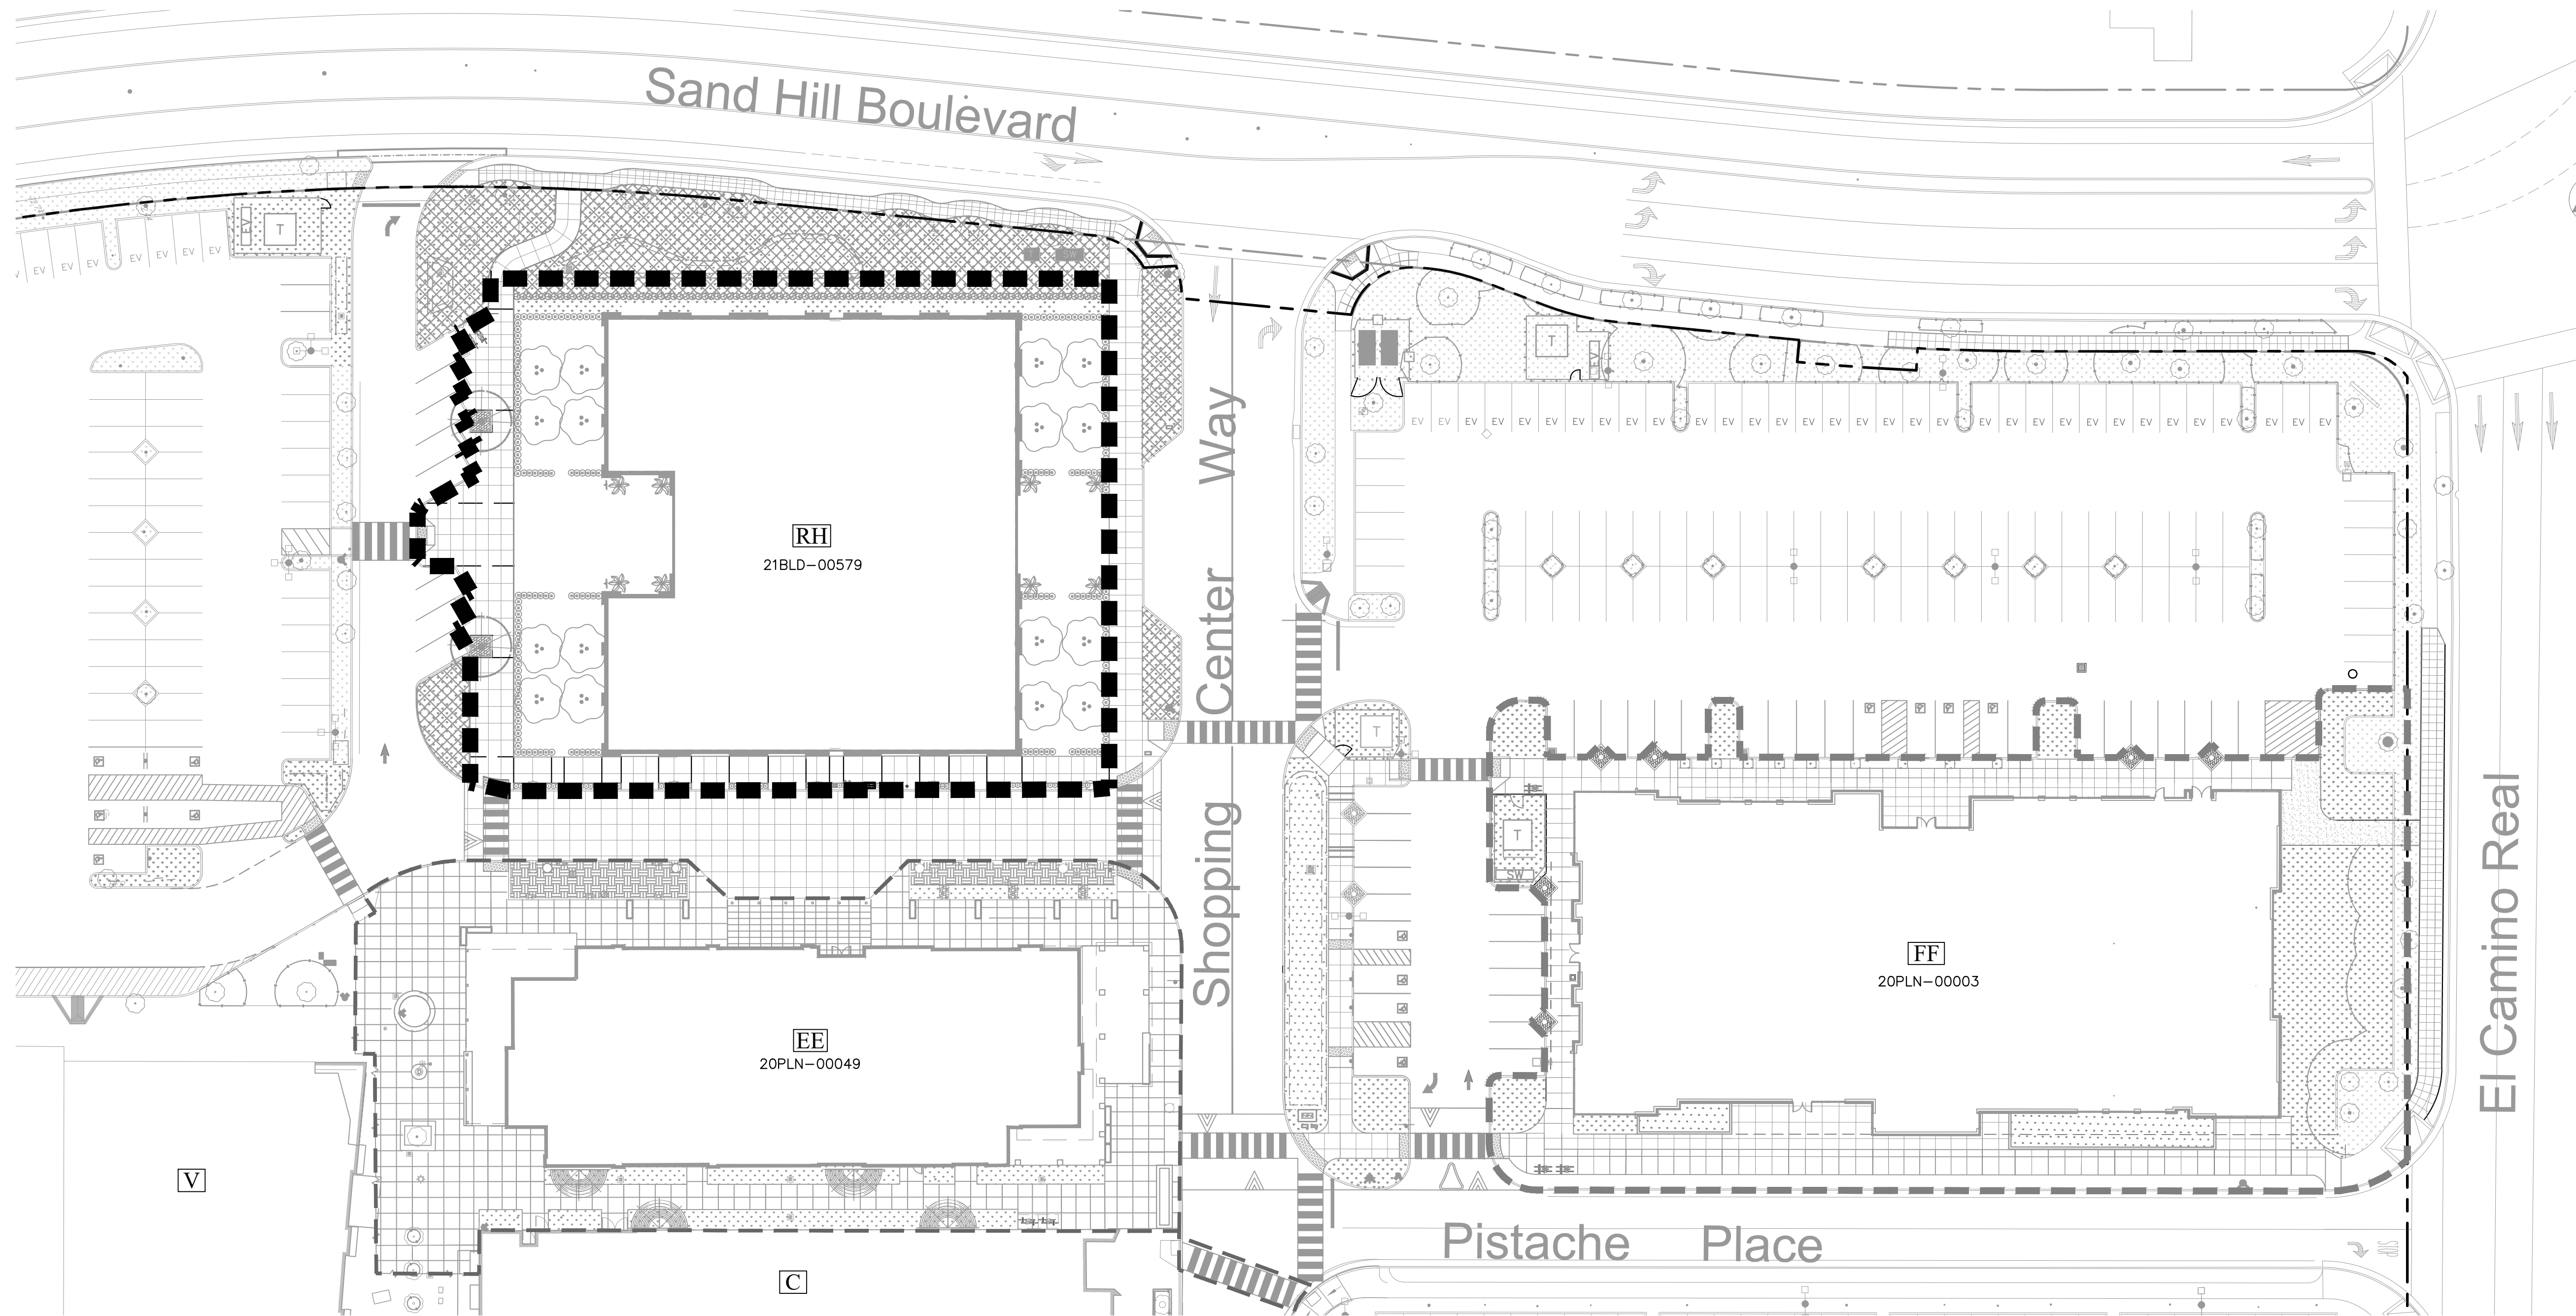 Sand Hill Boulevard
EV
T
EV EV EV EV EV EV EV
SW
T
EV
EV EV EV EV EV EV EV EV EV EV EV EV EV EV EV EV EV EV EV EV EV EV EV EV EV EV EV EV EV EV EV EV
Shopping Center Way
RH
21BLD-00579
T
T
SW
FF
20PLN-00003
El Camino Real
EE
20PLN-00049
V
C
Pistache Place